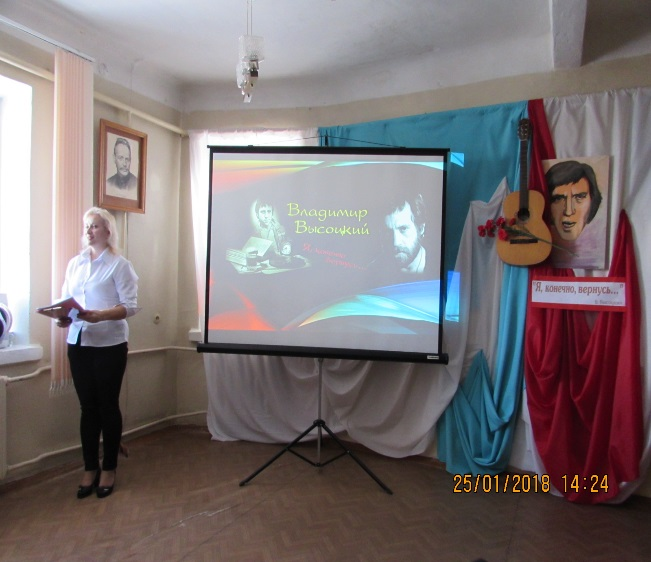 Владимир
Высоцкий
"Я, конечно, вернусь..."
25/01/2018 14:24